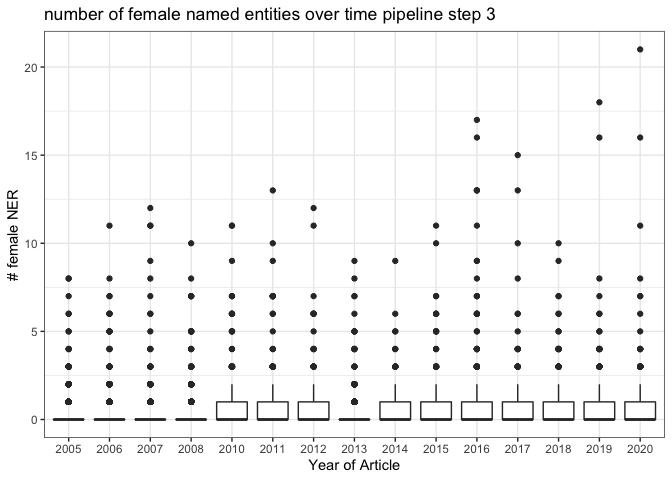 number of female named entities over time pipeline step 3
20
15
10
5
0
# female NER
2005 2006 2007 2008 2010 2011 2012 2013 2014 2015 2016 2017 2018 2019 2020
Year of Article